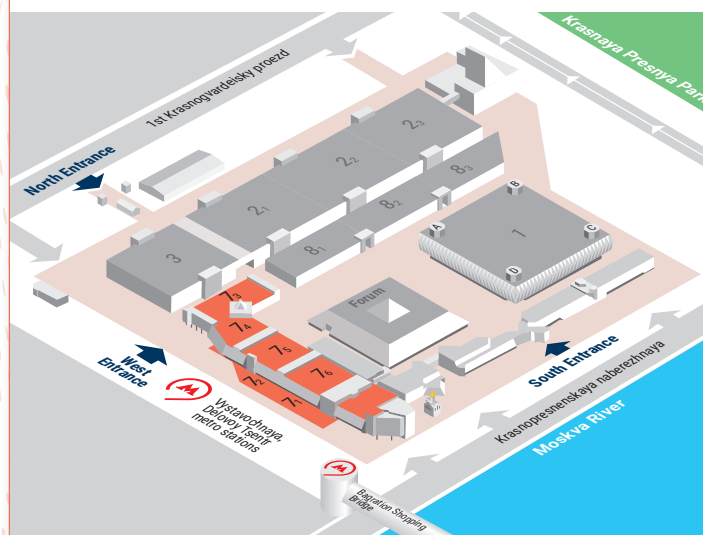 Krasnaya Presnya Park
1st Krasnogvardeisky proezd
North Entrance
2₃
2₂
2₁
8₃
8₂
8₁
3
B
A
C
D
1
Forum
7₃
7₄
7₅
7₆
7₂
7₁
West
Entrance
Vystavochnaya,
Delovoy Tsentr
metro stations
South Entrance
Krasnopresnenskaya naberezhnaya
Moskva River
Bagration Shopping
Bridge